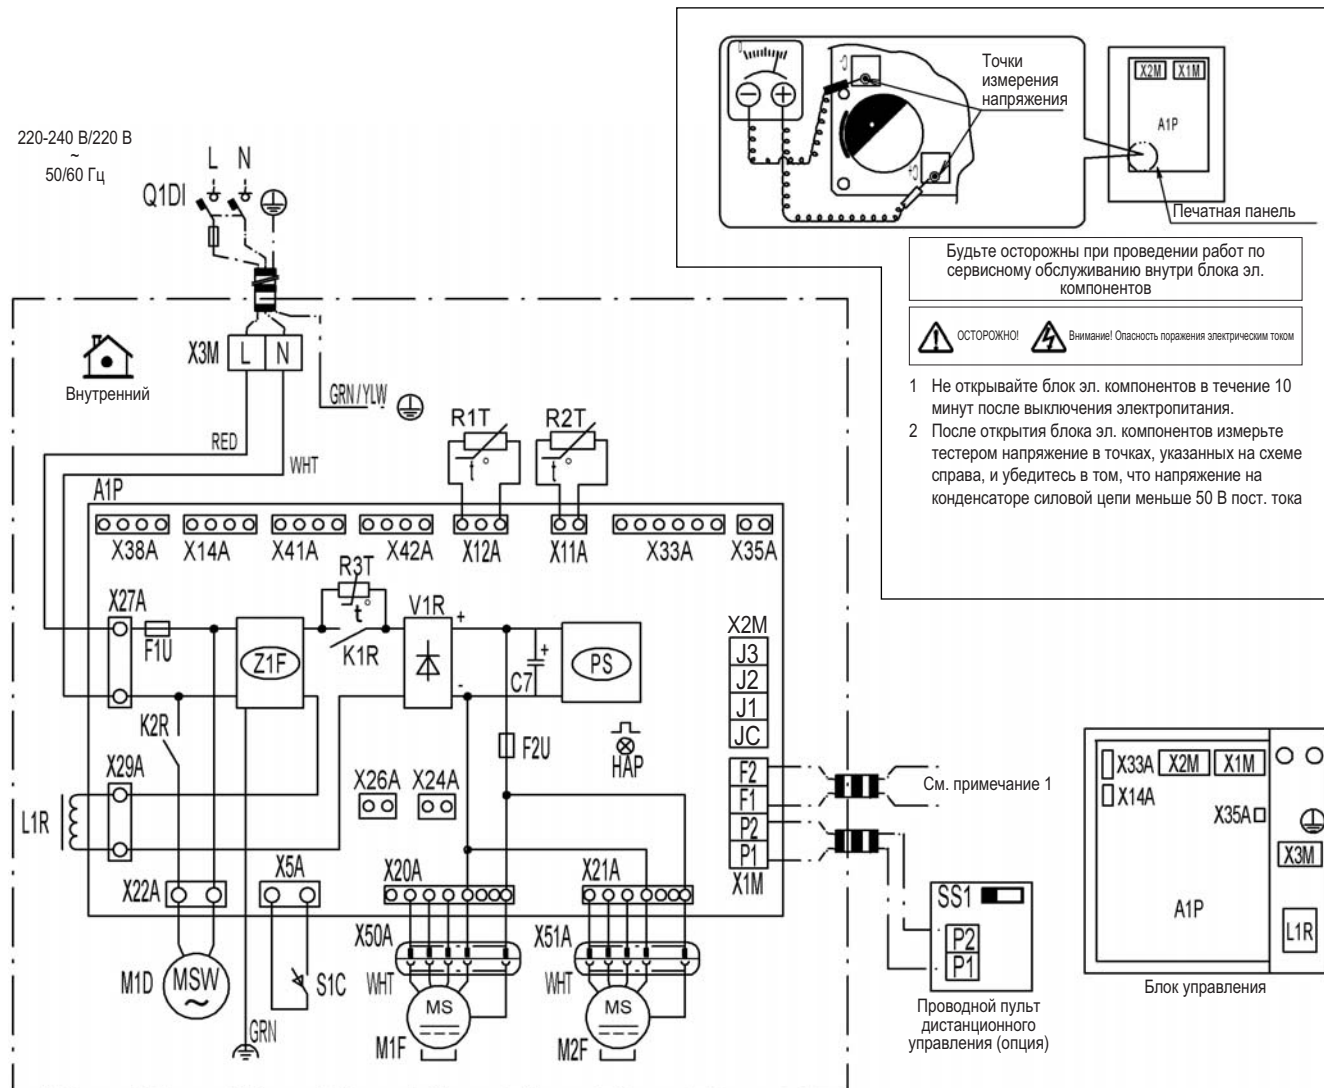 220-240 В/220 В
~
50/60 Гц
L N
Q1DI
X3M L N
Внутренний
GRN / YLW
RED
WHT
R1T
t°
R2T
t°
A1P
X38A X14A X41A X42A X12A X11A X33A X35A
X27A
F1U
Z1F
R3T
t°
K1R
V1R
+
-
+
C7
PS
K2R
X29A
L1R
F2U
HAP
X26A X24A
X2M
J3
J2
J1
JC
F2
F1
P2
P1
X1M
См. примечание 1
X22A
X5A
X20A
X21A
X50A
X51A
M1D
MSW
~
S1C
GRN
WHT
MS
M1F
WHT
MS
M2F
SS1
P2
P1
Проводной пульт
дистанционного
управления (опция)
0
- +
C-
C+
Точки
измерения
напряжения
X2M X1M
A1P
Печатная панель
Будьте осторожны при проведении работ по
сервисному обслуживанию внутри блока эл.
компонентов
ОСТОРОЖНО!
Внимание! Опасность поражения электрическим током
1 Не открывайте блок эл. компонентов в течение 10
минут после выключения электропитания.
2 После открытия блока эл. компонентов измерьте
тестером напряжение в точках, указанных на схеме
справа, и убедитесь в том, что напряжение на
конденсаторе силовой цепи меньше 50 В пост. тока
X33A X2M X1M
X14A
X35A
X3M
A1P
L1R
Блок управления